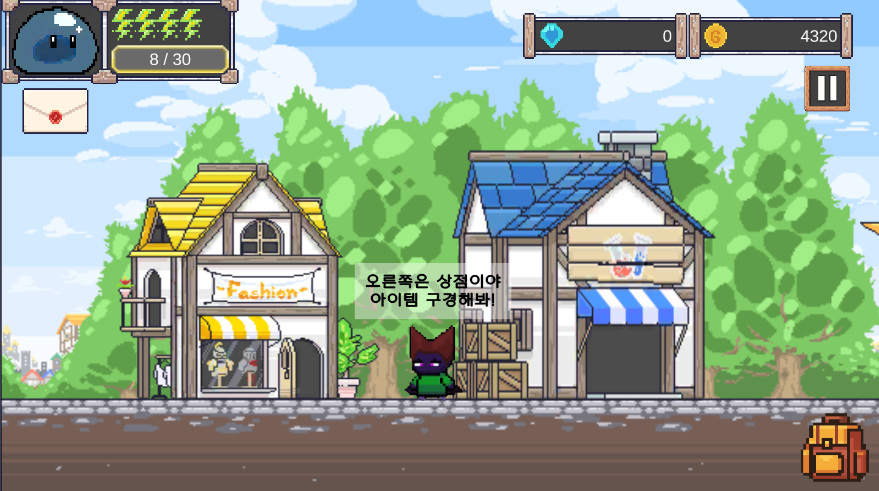 8 / 30
0
4320
G
Fashion
오른쪽은 상점이야
아이템 구경해봐!